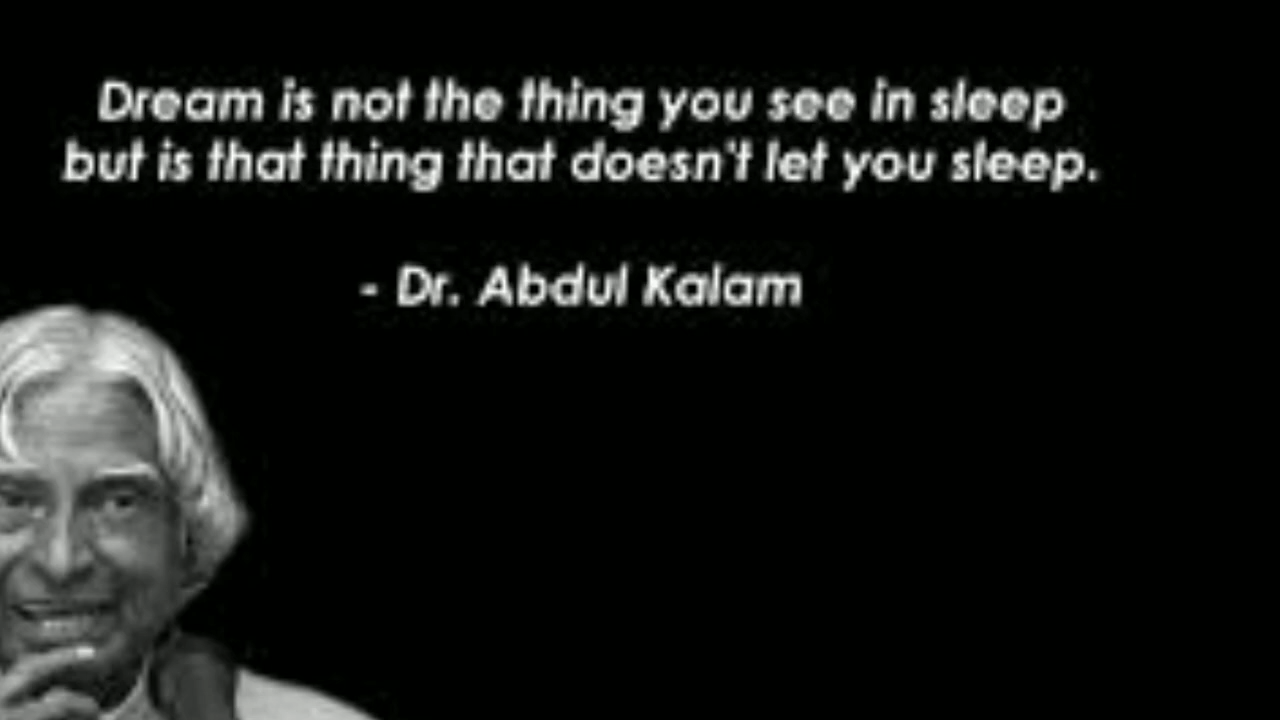 Dream is not the thing you see in sleep
but is that thing that doesn't let you sleep.
- Dr. Abdul Kalam